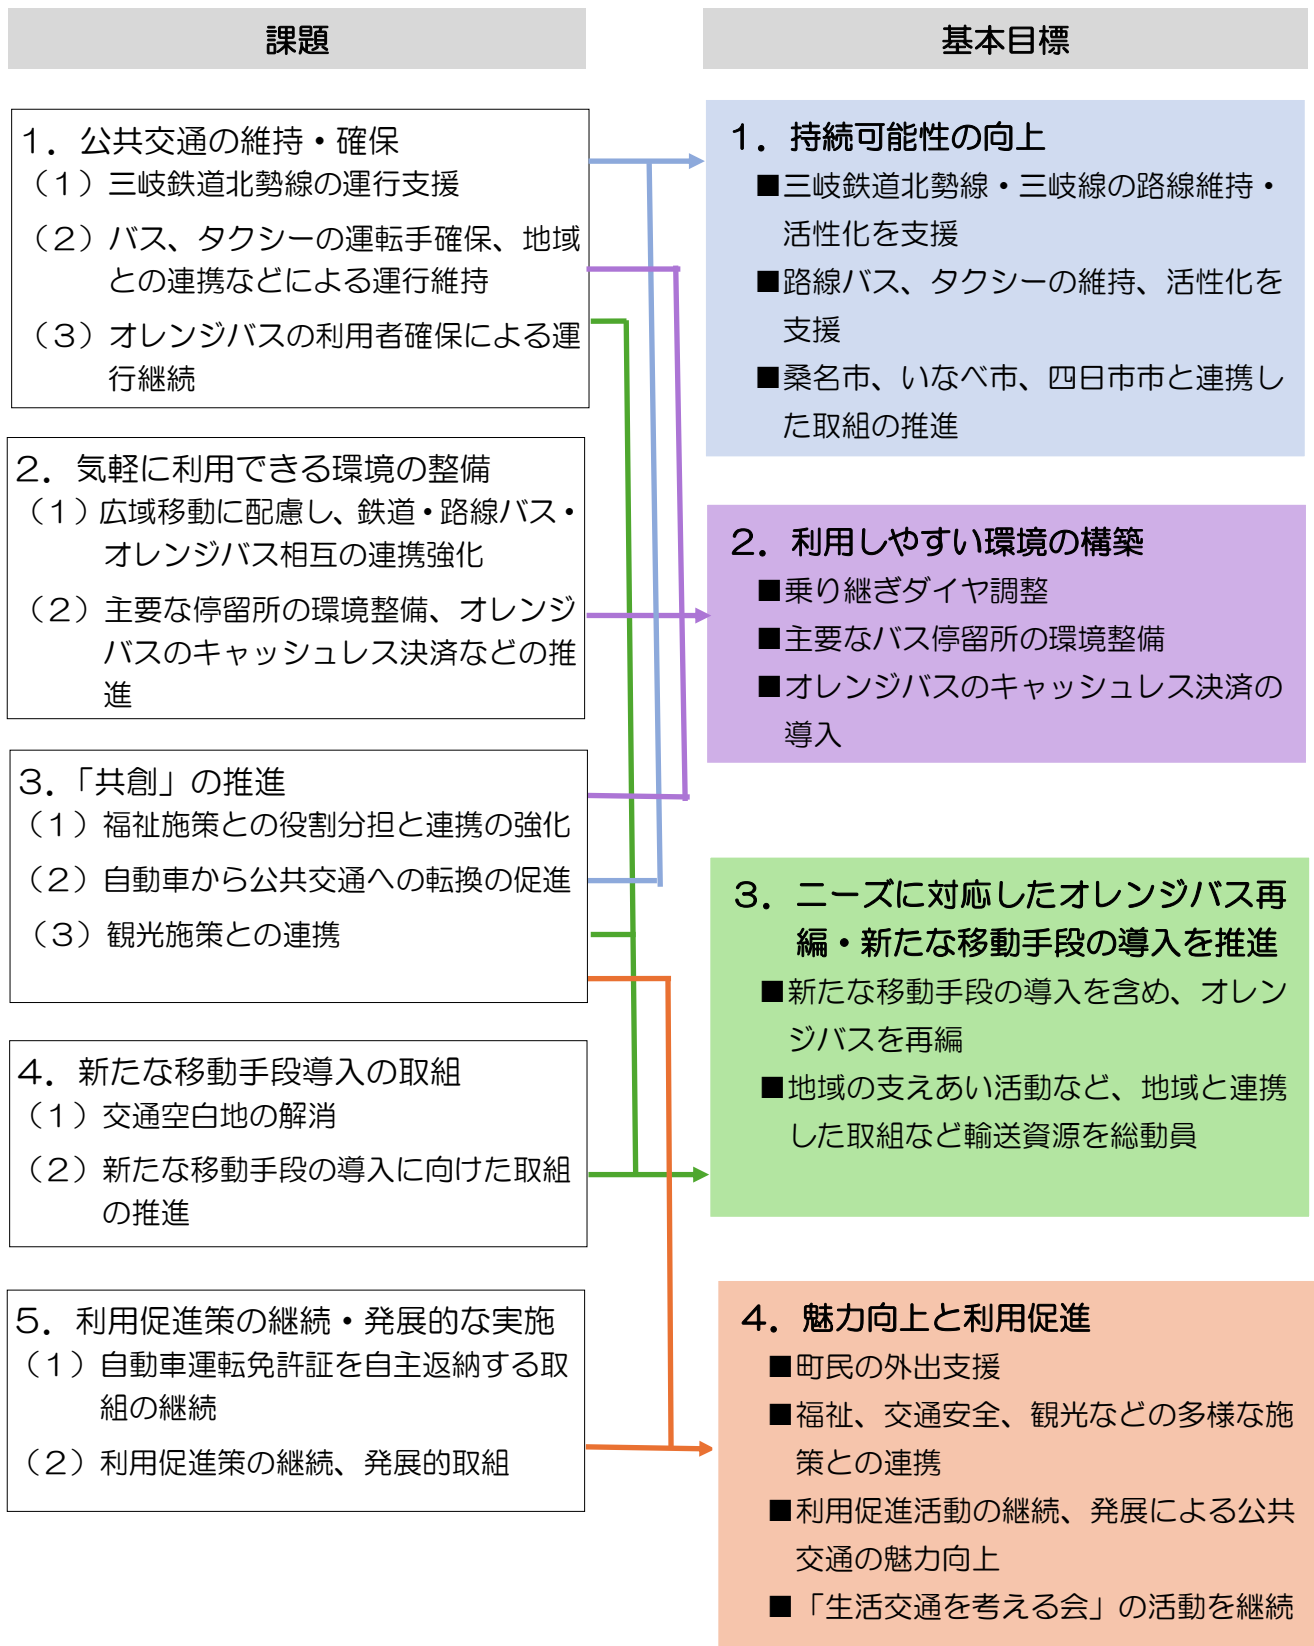 課題
1．公共交通の維持・確保
（1）三岐鉄道北勢線の運行支援
（2）バス、タクシーの運転手確保、地域
との連携などによる運行維持
（3）オレンジバスの利用者確保による運
行継続
2．気軽に利用できる環境の整備
（1）広域移動に配慮し、鉄道・路線バス・
オレンジバス相互の連携強化
（2）主要な停留所の環境整備、オレンジ
バスのキャッシュレス決済などの推
進
3．「共創」の推進
（1）福祉施策との役割分担と連携の強化
（2）自動車から公共交通への転換の促進
（3）観光施策との連携
4．新たな移動手段導入の取組
（1）交通空白地の解消
（2）新たな移動手段の導入に向けた取組
の推進
5．利用促進策の継続・発展的な実施
（1）自動車運転免許証を自主返納する取
組の継続
（2）利用促進策の継続、発展的取組
基本目標
1．持続可能性の向上
■三岐鉄道北勢線・三岐線の路線維持・
活性化を支援
■路線バス、タクシーの維持、活性化を
支援
■桑名市、いなべ市、四日市市と連携し
た取組の推進
2．利用しやすい環境の構築
■乗り継ぎダイヤ調整
■主要なバス停留所の環境整備
■オレンジバスのキャッシュレス決済の
導入
3．ニーズに対応したオレンジバス再
編・新たな移動手段の導入を推進
■新たな移動手段の導入を含め、オレン
ジバスを再編
■地域の支えあい活動など、地域と連携
した取組など輸送資源を総動員
4．魅力向上と利用促進
■町民の外出支援
■福祉、交通安全、観光などの多様な施
策との連携
■利用促進活動の継続、発展による公共
交通の魅力向上
■「生活交通を考える会」の活動を継続